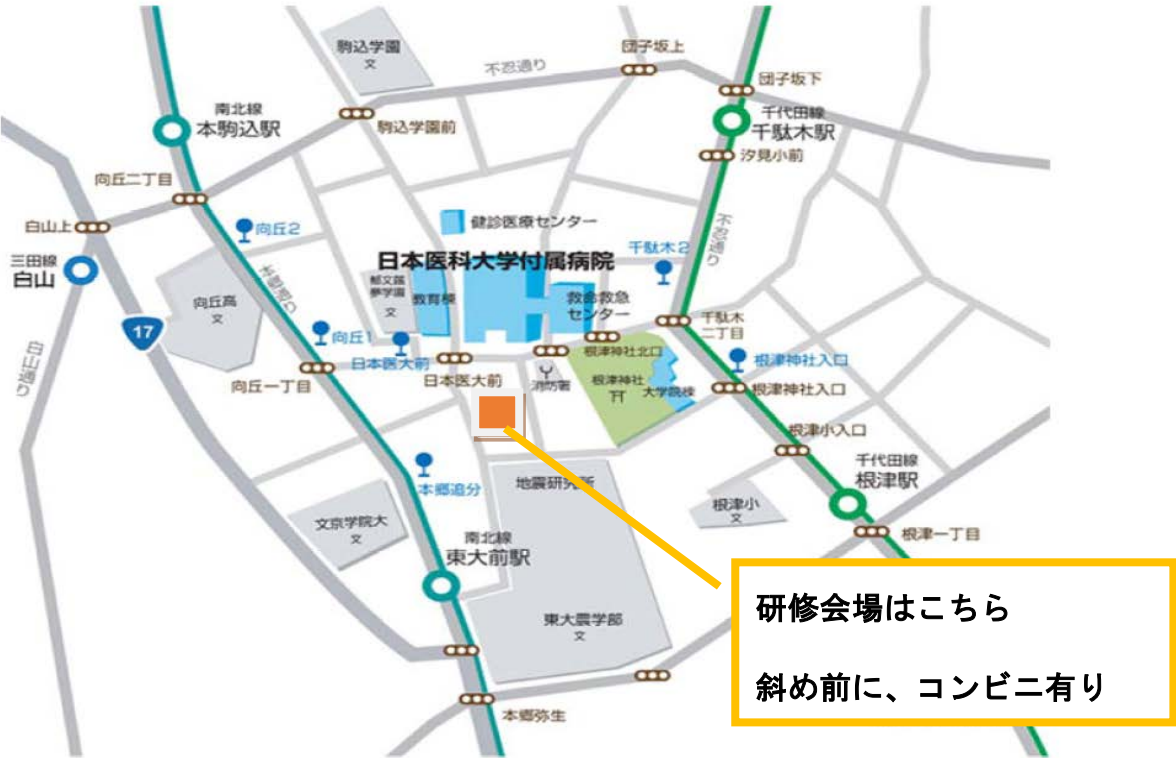 駒込学園
文
団子坂上
不忍通り
団子坂下
南北線
本駒込駅
千代田線
千駄木駅
駒込学園前
汐見小前
向丘二丁目
白山上
向丘2
健診医療センター
不忍通り
千駄木2
三田線
白山
日本医科大学付属病院
郁文館
夢学園
文
教育棟
救命救急
センター
向丘高
文
本郷通り
17
向丘1
千駄木
二丁目
日本医大前
根津神社北口
根津神社入口
白山通り
向丘一丁目
日本医大前
消防署
根津神社
大学院棟
根津神社入口
根津小入口
本郷追分
地震研究所
千代田線
根津駅
文京学院大
文
根津小
文
根津一丁目
南北線
東大前駅
東大農学部
文
本郷弥生
研修会場はこちら
斜め前に、コンビニ有り